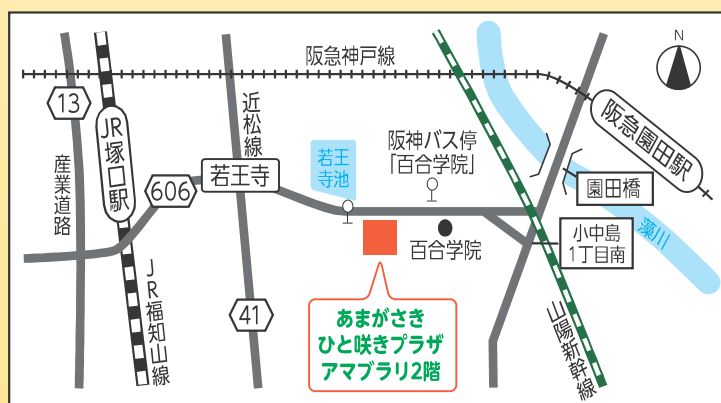 N
阪急神戸線
13
近松線
JR塚口駅
阪急園田駅
阪神バス停
「百合学院」
若王
寺池
産業道路
606
若王寺
園田橋
藻川
小中島
1丁目南
百合学院
JR福知山線
41
あまがさき
ひと咲きプラザ
アマブラリ2階
山陽新幹線